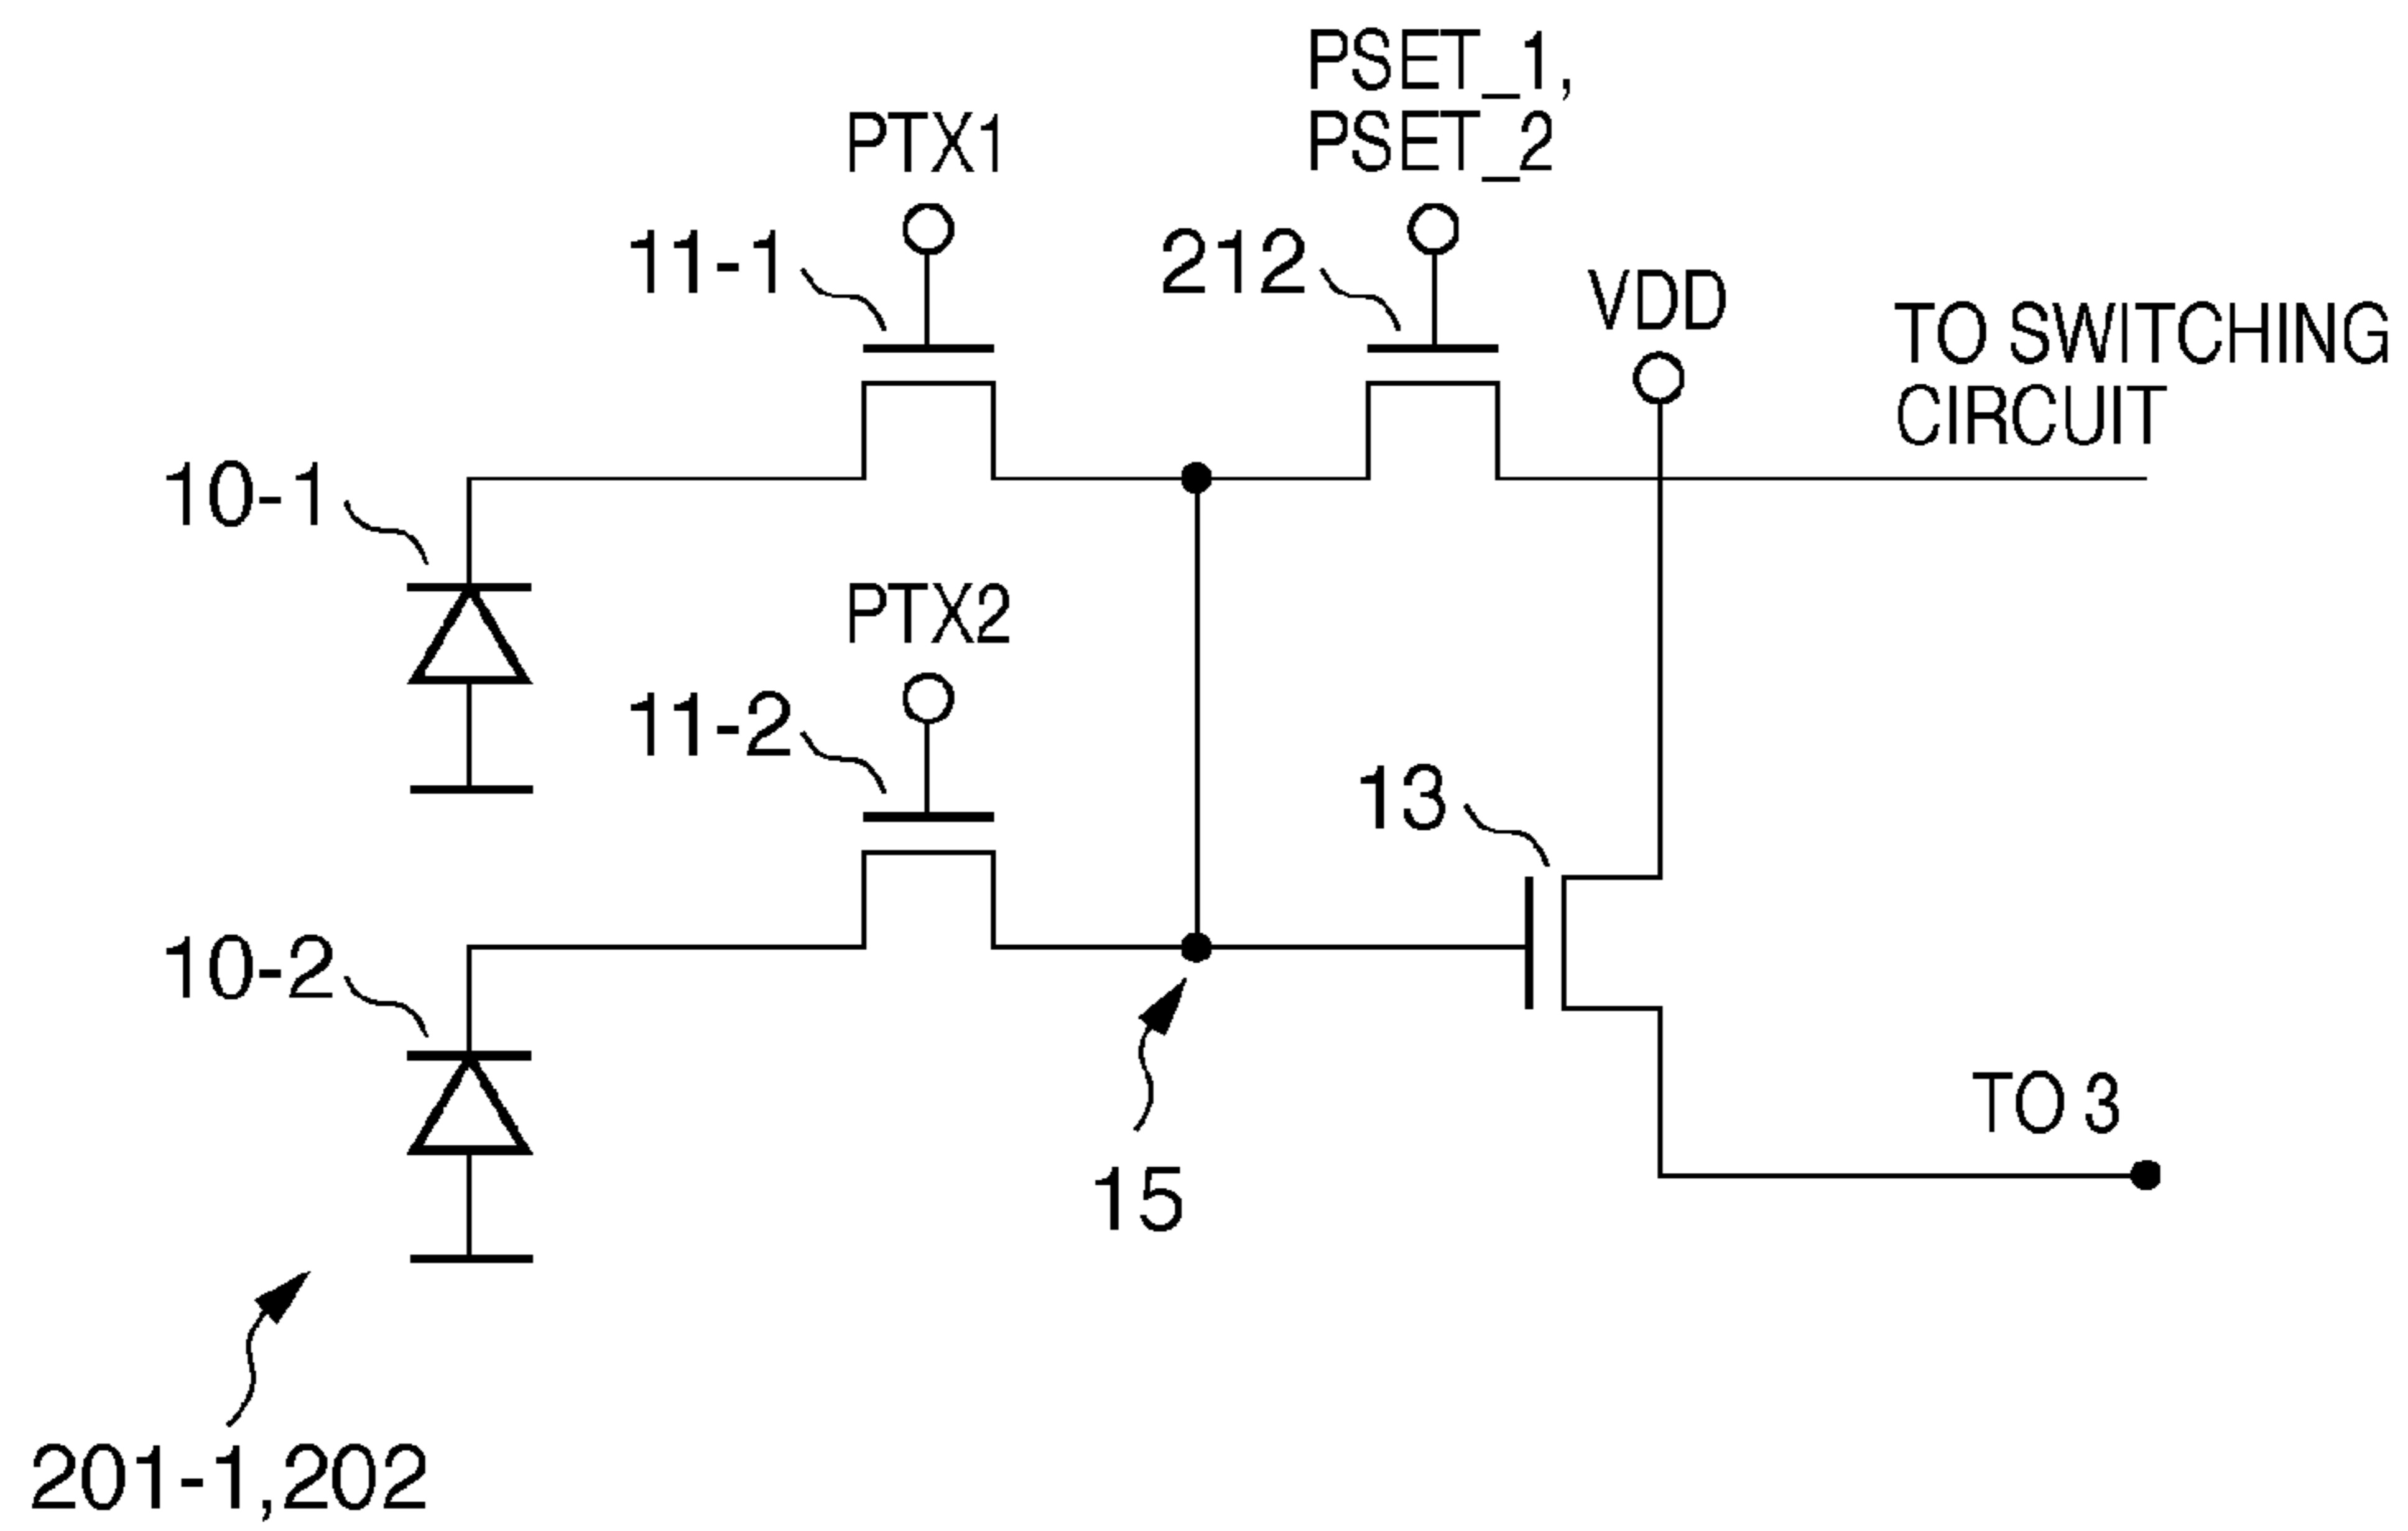 PSET_1,
PSET_2
PTX1
11-1
212
VDD
TO SWITCHING
CIRCUIT
10-1
PTX2
11-2
13
10-2
TO 3
15
201-1,202